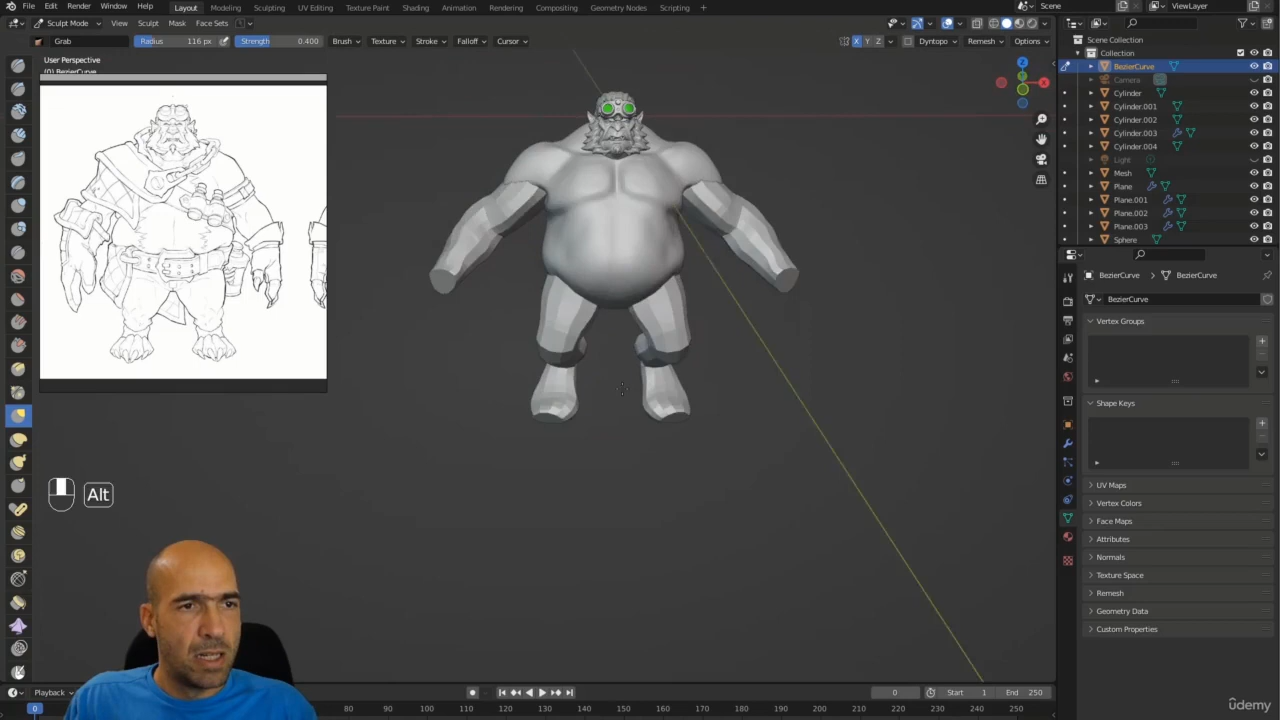 File Edit Render Window Help Layout Modeling Sculpting UV Editing Texture Paint Shading Animation Rendering Compositing Geometry Nodes Scripting + Scene ViewLayer
Sculpt Mode View Sculpt Mask Face Sets
Grab Radius 116 px Strength 0.400 Brush Texture Stroke Falloff Cursor X Y Z Dyntopo Remesh Options
User Perspective
(0) BezierCurve
Z
X
Alt
Scene Collection
Collection
BezierCurve
Camera
Cylinder
Cylinder.001
Cylinder.002
Cylinder.003
Cylinder.004
Light
Mesh
Plane
Plane.001
Plane.002
Plane.003
Sphere
BezierCurve > BezierCurve
BezierCurve
Vertex Groups
Shape Keys
UV Maps
Vertex Colors
Face Maps
Attributes
Normals
Texture Space
Remesh
Geometry Data
Custom Properties
Playback 0 Start 1 End 250
0 80 90 100 110 120 130 140 150 160 170 180 190 200 210 220 230 240 250
ûdemy